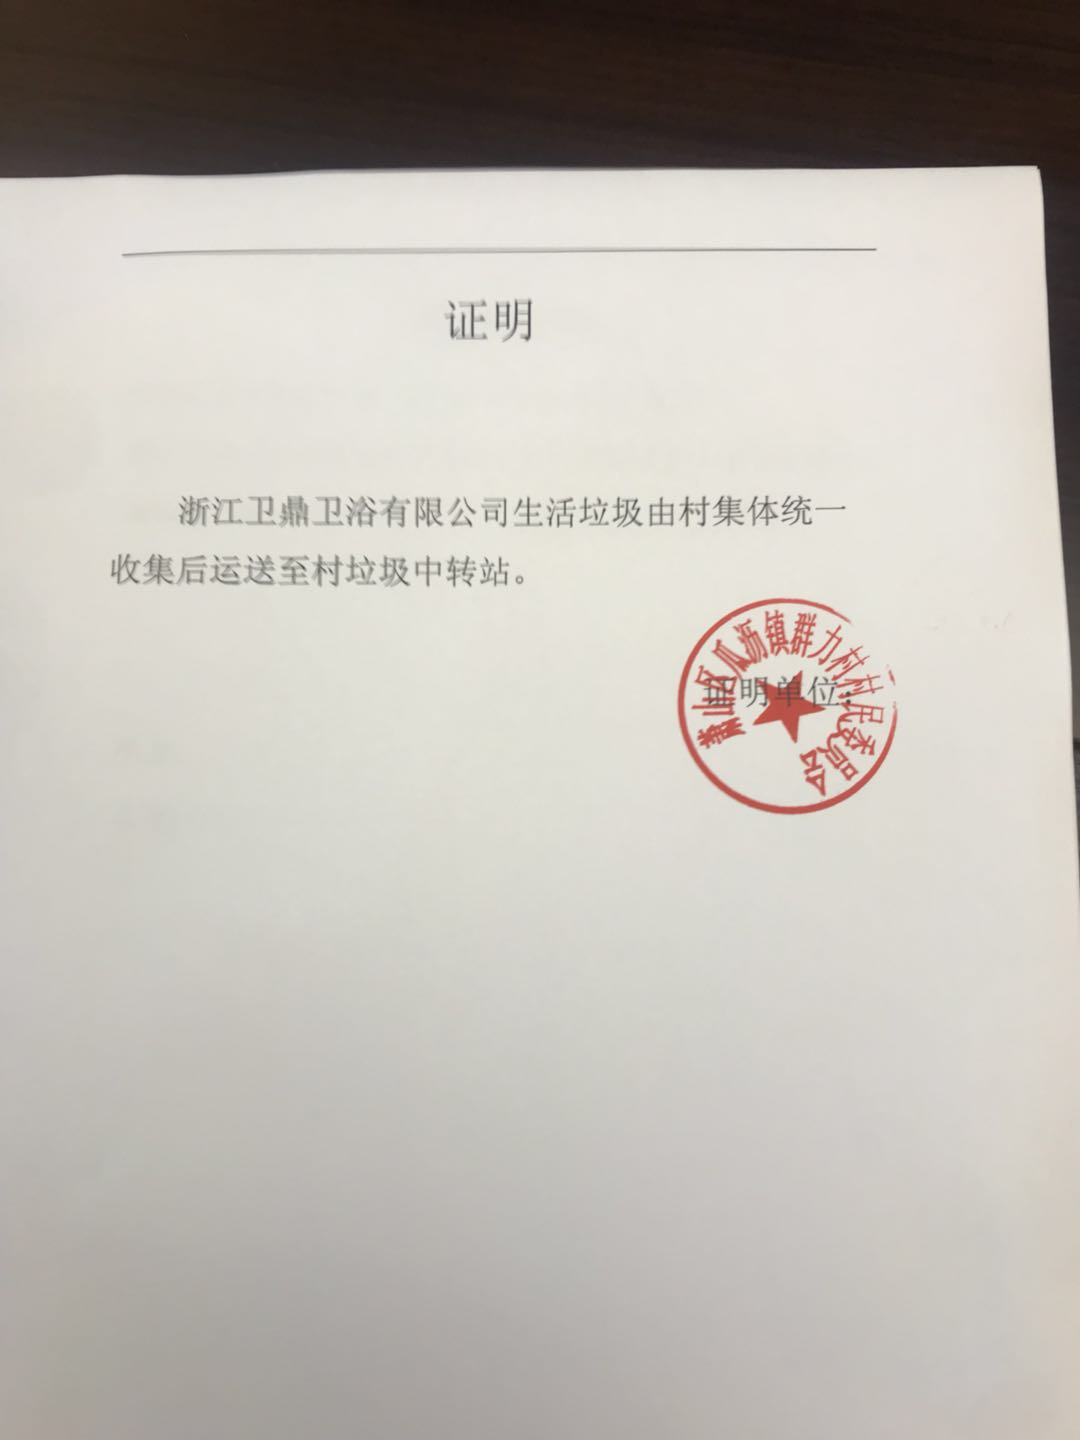 证明
浙江卫鼎卫浴有限公司生活垃圾由村集体统一
收集后运送至村垃圾中转站。
证明单位：
萧山区瓜沥镇群力村村民委员会